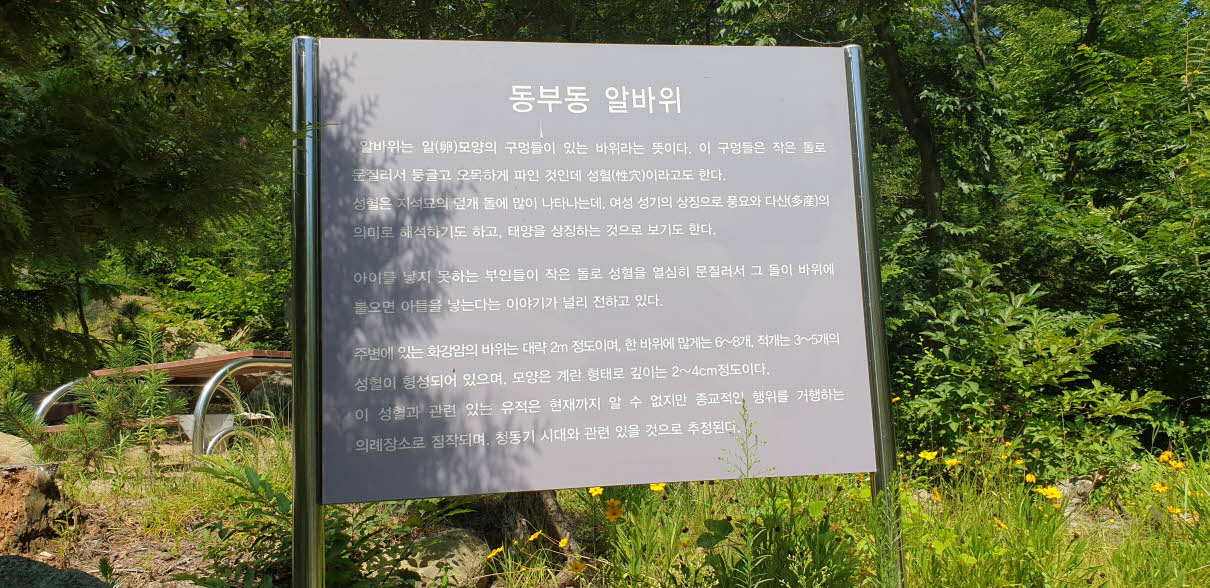 동부동 알바위
알바위는 알(卵)모양의 구멍들이 있는 바위라는 뜻이다. 이 구멍들은 작은 돌로
문질러서 둥글고 오목하게 파인 것인데 성혈(性穴)이라고도 한다.
성혈은 지석묘의 덮개 돌에 많이 나타나는데, 여성 성기의 상징으로 풍요와 다산(多産)의
의미로 해석하기도 하고, 태양을 상징하는 것으로 보기도 한다.
아이를 낳지 못하는 부인들이 작은 돌로 성혈을 열심히 문질러서 그 돌이 바위에
붙으면 아들을 낳는다는 이야기가 널리 전하고 있다.
주변에 있는 화강암의 바위는 대략 2m 정도이며, 한 바위에 많게는 6～8개, 적개는 3～5개의
성혈이 형성되어 있으며, 모양은 계란 형태로 깊이는 2～4cm정도이다.
이 성혈과 관련 있는 유적은 현재까지 알 수 없지만 종교적인 행위를 거행하는
의례장소로 짐작되며, 청동기 시대와 관련 있을 것으로 추정된다.